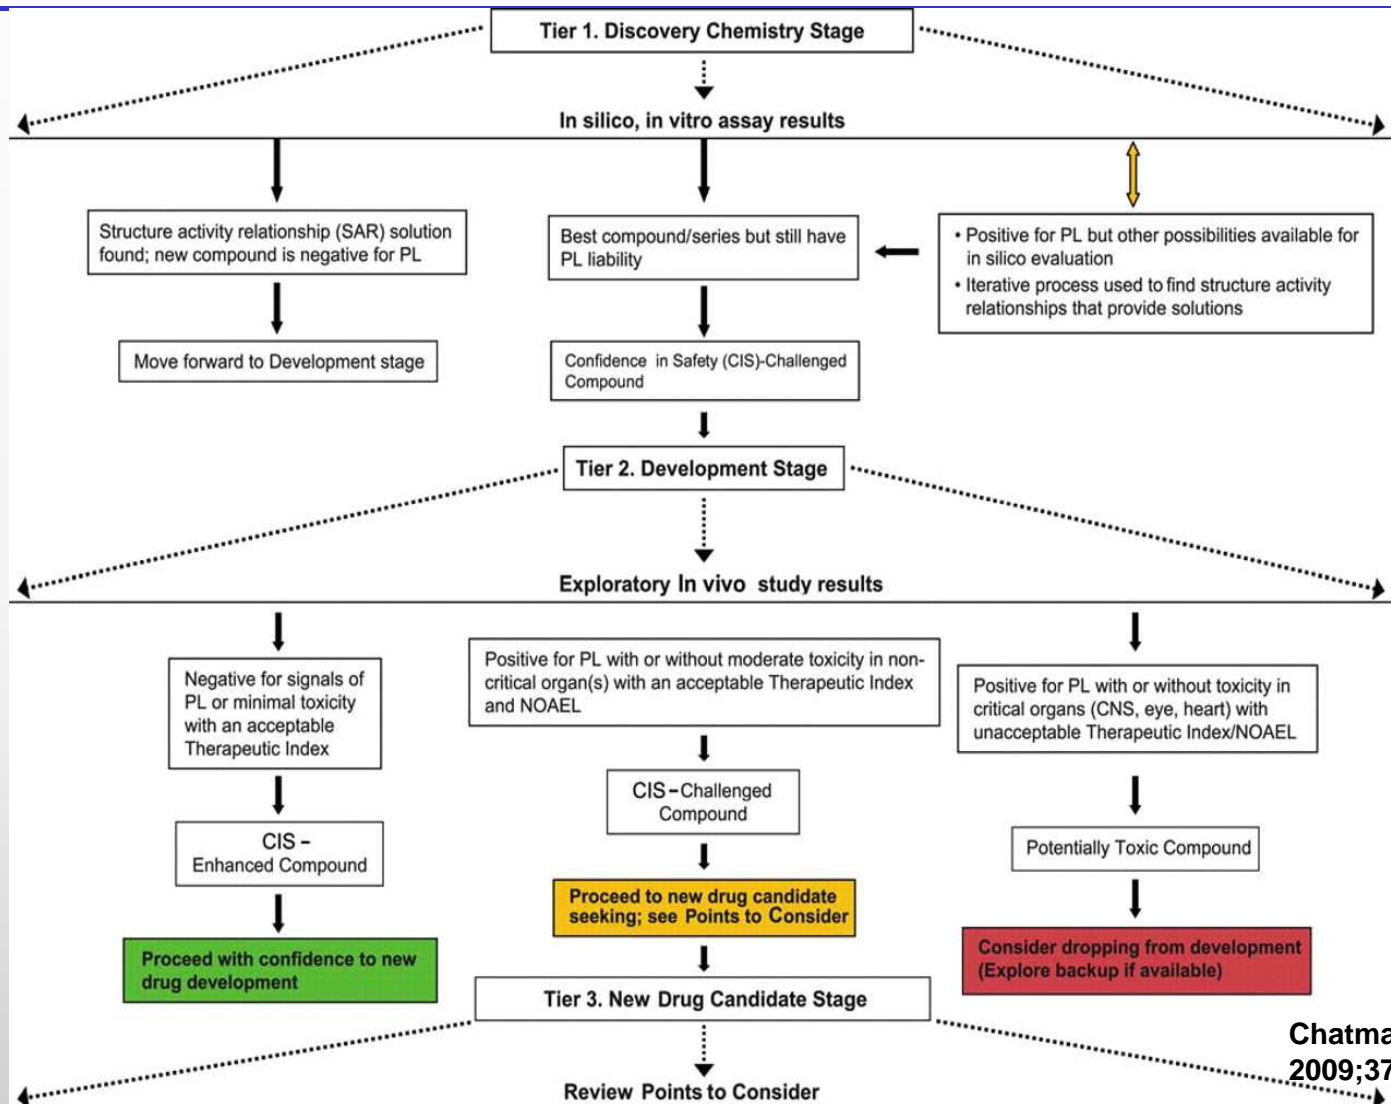 Tier 1. Discovery Chemistry Stage
In silico, in vitro assay results
Structure activity relationship (SAR) solution
found; new compound is negative for PL
Move forward to Development stage
Best compound/series but still have
PL liability
Confidence in Safety (CIS)-Challenged
Compound
• Positive for PL but other possibilities available for
in silico evaluation
• Iterative process used to find structure activity
relationships that provide solutions
Tier 2. Development Stage
Exploratory In vivo study results
Negative for signals of
PL or minimal toxicity
with an acceptable
Therapeutic Index
CIS –
Enhanced Compound
Proceed with confidence to new
drug development
Positive for PL with or without moderate toxicity in non-
critical organ(s) with an acceptable Therapeutic Index
and NOAEL
CIS –Challenged
Compound
Proceed to new drug candidate
seeking; see Points to Consider
Positive for PL with or without toxicity in
critical organs (CNS, eye, heart) with
unacceptable Therapeutic Index/NOAEL
Potentially Toxic Compound
Consider dropping from development
(Explore backup if available)
Tier 3. New Drug Candidate Stage
Review Points to Consider
Chatma
2009;37